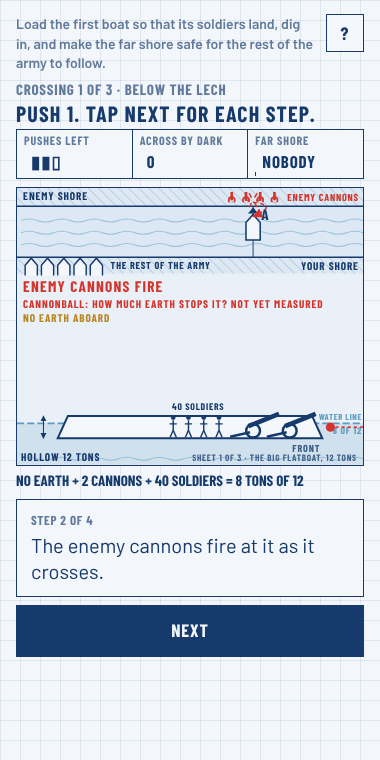 Load the first boat so that its soldiers land, dig
in, and make the far shore safe for the rest of the
army to follow.
?
CROSSING 1 OF 3 · BELOW THE LECH
PUSH 1. TAP NEXT FOR EACH STEP.
PUSHES LEFT
ACROSS BY DARK
0
FAR SHORE
NOBODY
ENEMY SHORE
ENEMY CANNONS
A
THE REST OF THE ARMY
YOUR SHORE
ENEMY CANNONS FIRE
CANNONBALL: HOW MUCH EARTH STOPS IT? NOT YET MEASURED
NO EARTH ABOARD
40 SOLDIERS
WATER LINE
8 OF 12
FRONT
HOLLOW 12 TONS
SHEET 1 OF 3 · THE BIG FLATBOAT, 12 TONS
NO EARTH + 2 CANNONS + 40 SOLDIERS = 8 TONS OF 12
STEP 2 OF 4
The enemy cannons fire at it as it
crosses.
NEXT